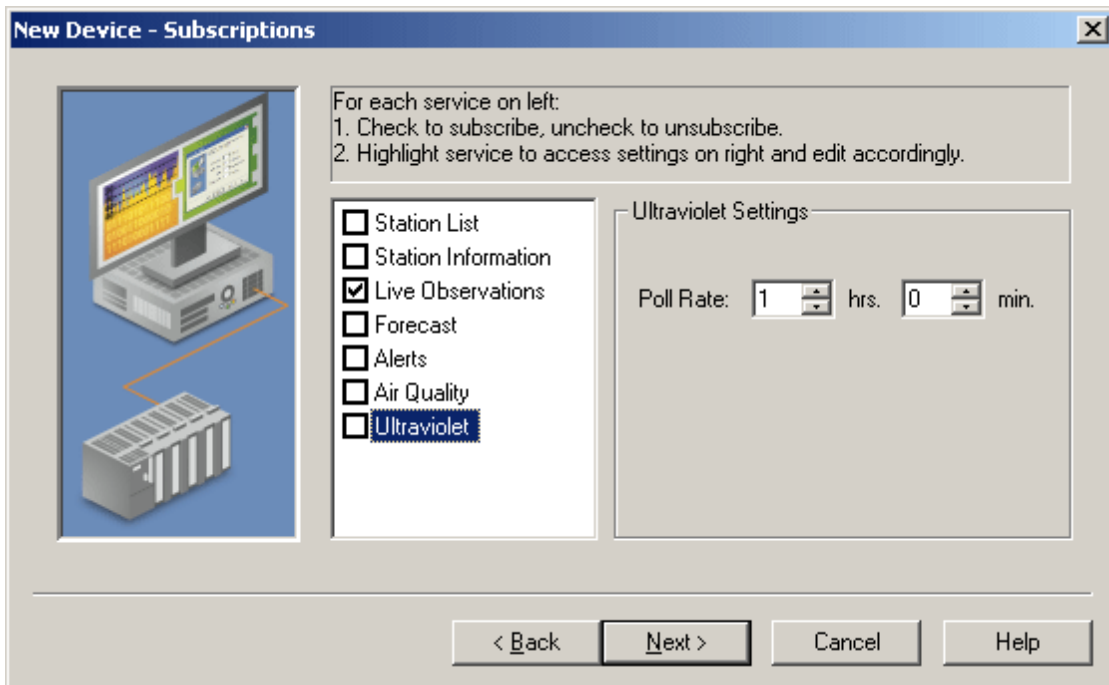 New Device - Subscriptions
For each service on left:
1. Check to subscribe, uncheck to unsubscribe.
2. Highlight service to access settings on right and edit accordingly.
Station List
Station Information
Live Observations
Forecast
Alerts
Air Quality
Ultraviolet
Ultraviolet Settings
Poll Rate: 1 hrs. 0 min.
< Back Next > Cancel Help